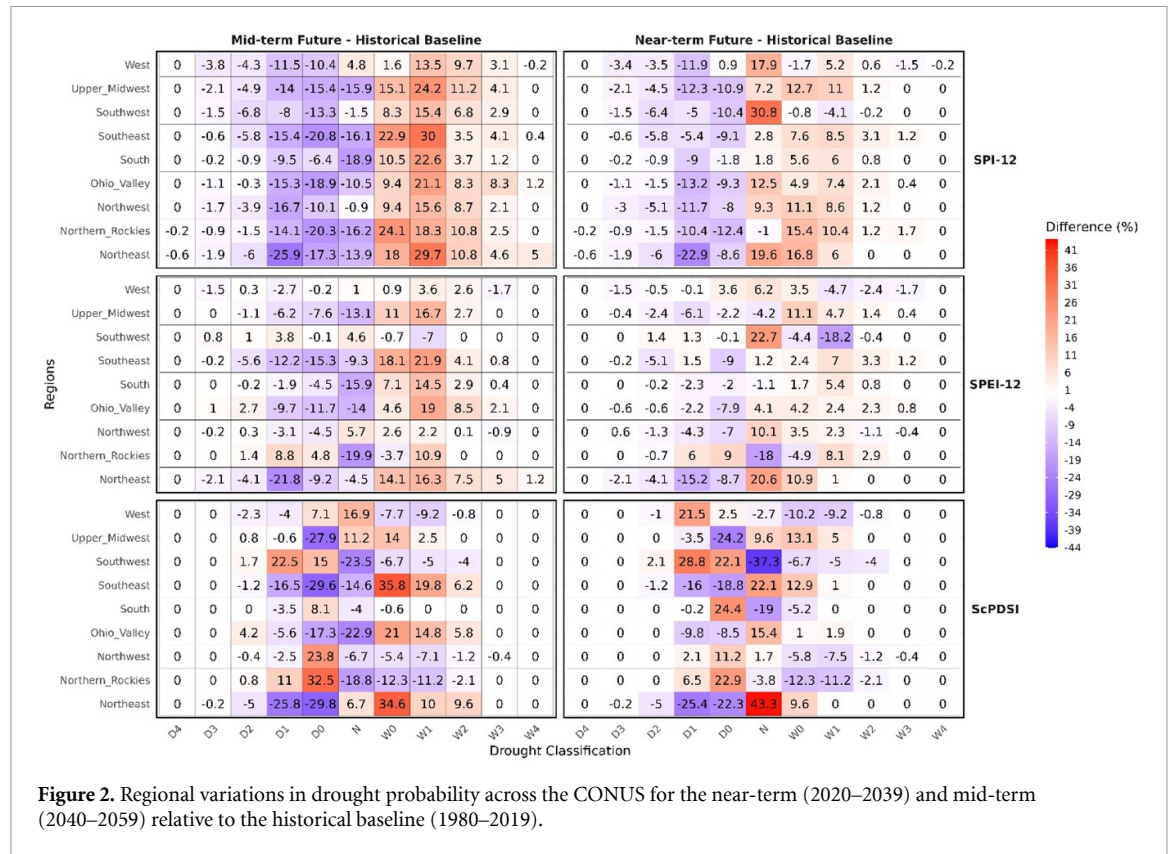 Mid-term Future - Historical Baseline Near-term Future - Historical Baseline
West 0 -3.8 -4.3 -11.5 -10.4 4.8 1.6 13.5 9.7 3.1 -0.2 0 -3.4 -3.5 -11.9 0.9 17.9 -1.7 5.2 0.6 -1.5 -0.2
Upper_Midwest 0 -2.1 -4.9 -14 -15.4 -15.9 15.1 24.2 11.2 4.1 0 0 -2.1 -4.5 -12.3 -10.9 7.2 12.7 11 1.2 0 0
Southwest 0 -1.5 -6.8 -8 -13.3 -1.5 8.3 15.4 6.8 2.9 0 0 -1.5 -6.4 -5 -10.4 30.8 -0.8 -4.1 -0.2 0 0
Southeast 0 -0.6 -5.8 -15.4 -20.8 -16.1 22.9 30 3.5 4.1 0.4 0 -0.6 -5.8 -5.4 -9.1 2.8 7.6 8.5 3.1 1.2 0
SPI-12
South 0 -0.2 -0.9 -9.5 -6.4 -18.9 10.5 22.6 3.7 1.2 0 0 -0.2 -0.9 -9 -1.8 1.8 5.6 6 0.8 0 0
Ohio_Valley 0 -1.1 -0.3 -15.3 -18.9 -10.5 9.4 21.1 8.3 8.3 1.2 0 -1.1 -1.5 -13.2 -9.3 12.5 4.9 7.4 2.1 0.4 0
Northwest 0 -1.7 -3.9 -16.7 -10.1 -0.9 9.4 15.6 8.7 2.1 0 0 -3 -5.1 -11.7 -8 9.3 11.1 8.6 1.2 0 0
Northern_Rockies -0.2 -0.9 -1.5 -14.1 -20.3 -16.2 24.1 18.3 10.8 2.5 0 -0.2 -0.9 -1.5 -10.4 -12.4 -1 15.4 10.4 1.2 1.7 0
Northeast -0.6 -1.9 -6 -25.9 -17.3 -13.9 18 29.7 10.8 4.6 5 -0.6 -1.9 -6 -22.9 -8.6 19.6 16.8 6 0 0 0
West 0 -1.5 0.3 -2.7 -0.2 1 0.9 3.6 2.6 -1.7 0 0 -1.5 -0.5 -0.1 3.6 6.2 3.5 -4.7 -2.4 -1.7 0
Upper_Midwest 0 0 -1.1 -6.2 -7.6 -13.1 11 16.7 2.7 0 0 0 -0.4 -2.4 -6.1 -2.2 -4.2 11.1 4.7 1.4 0.4 0
Southwest 0 0.8 1 3.8 -0.1 4.6 -0.7 -7 0 0 0 0 0 1.4 1.3 -0.1 22.7 -4.4 -18.2 -0.4 0 0
Southeast 0 -0.2 -5.6 -12.2 -15.3 -9.3 18.1 21.9 4.1 0.8 0 0 -0.2 -5.1 1.5 -9 1.2 2.4 7 3.3 1.2 0
SPEI-12
South 0 0 -0.2 -1.9 -4.5 -15.9 7.1 14.5 2.9 0.4 0 0 0 -0.2 -2.3 -2 -1.1 1.7 5.4 0.8 0 0
Ohio_Valley 0 1 2.7 -9.7 -11.7 -14 4.6 19 8.5 2.1 0 0 -0.6 -0.6 -2.2 -7.9 4.1 4.2 2.4 2.3 0.8 0
Northwest 0 -0.2 0.3 -3.1 -4.5 5.7 2.6 2.2 0.1 -0.9 0 0 0.6 -1.3 -4.3 -7 10.1 3.5 2.3 -1.1 -0.4 0
Northern_Rockies 0 0 1.4 8.8 4.8 -19.9 -3.7 10.9 0 0 0 0 0 -0.7 6 9 -18 -4.9 8.1 2.9 0 0
Northeast 0 -2.1 -4.1 -21.8 -9.2 -4.5 14.1 16.3 7.5 5 1.2 0 -2.1 -4.1 -15.2 -8.7 20.6 10.9 1 0 0 0
West 0 0 -2.3 -4 7.1 16.9 -7.7 -9.2 -0.8 0 0 0 0 -1 21.5 2.5 -2.7 -10.2 -9.2 -0.8 0 0
Upper_Midwest 0 0 0.8 -0.6 -27.9 11.2 14 2.5 0 0 0 0 0 0 -3.5 -24.2 9.6 13.1 5 0 0 0
Southwest 0 0 1.7 22.5 15 -23.5 -6.7 -5 -4 0 0 0 0 2.1 28.8 22.1 -37.3 -6.7 -5 -4 0 0
Southeast 0 0 -1.2 -16.5 -29.6 -14.6 35.8 19.8 6.2 0 0 0 0 -1.2 -16 -18.8 22.1 12.9 1 0 0 0
ScPDSI
South 0 0 0 -3.5 8.1 -4 -0.6 0 0 0 0 0 0 0 -0.2 24.4 -19 -5.2 0 0 0 0
Ohio_Valley 0 0 4.2 -5.6 -17.3 -22.9 21 14.8 5.8 0 0 0 0 0 -9.8 -8.5 15.4 1 1.9 0 0 0
Northwest 0 0 -0.4 -2.5 23.8 -6.7 -5.4 -7.1 -1.2 -0.4 0 0 0 0 2.1 11.2 1.7 -5.8 -7.5 -1.2 -0.4 0
Northern_Rockies 0 0 0.8 11 32.5 -18.8 -12.3 -11.2 -2.1 0 0 0 0 0 6.5 22.9 -3.8 -12.3 -11.2 -2.1 0 0
Northeast 0 -0.2 -5 -25.8 -29.8 6.7 34.6 10 9.6 0 0 0 -0.2 -5 -25.4 -22.3 43.3 9.6 0 0 0 0
D4 D3 D2 D1 D0 N W0 W1 W2 W3 W4 D4 D3 D2 D1 D0 N W0 W1 W2 W3 W4
Drought Classification
Regions
Difference (%)
41
36
31
26
21
16
11
6
1
-4
-9
-14
-19
-24
-29
-34
-39
-44
Figure 2. Regional variations in drought probability across the CONUS for the near-term (2020–2039) and mid-term
(2040–2059) relative to the historical baseline (1980–2019).